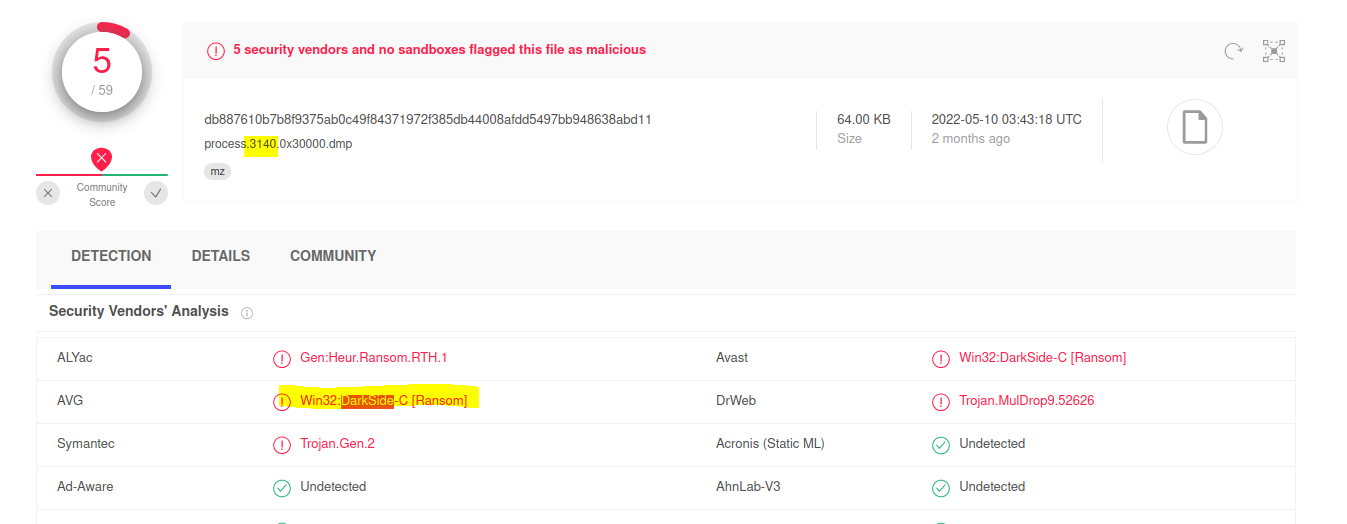 5
/ 59
Community
Score
5 security vendors and no sandboxes flagged this file as malicious
db887610b7b8f9375ab0c49f84371972f385db44008afdd5497bb948638abd11
process.3140.0x30000.dmp
mz
64.00 KB
Size
2022-05-10 03:43:18 UTC
2 months ago
DETECTION DETAILS COMMUNITY
Security Vendors' Analysis
ALYac Gen:Heur.Ransom.RTH.1 Avast Win32:DarkSide-C [Ransom]
AVG Win32:DarkSide-C [Ransom] DrWeb Trojan.MulDrop9.52626
Symantec Trojan.Gen.2 Acronis (Static ML) Undetected
Ad-Aware Undetected AhnLab-V3 Undetected